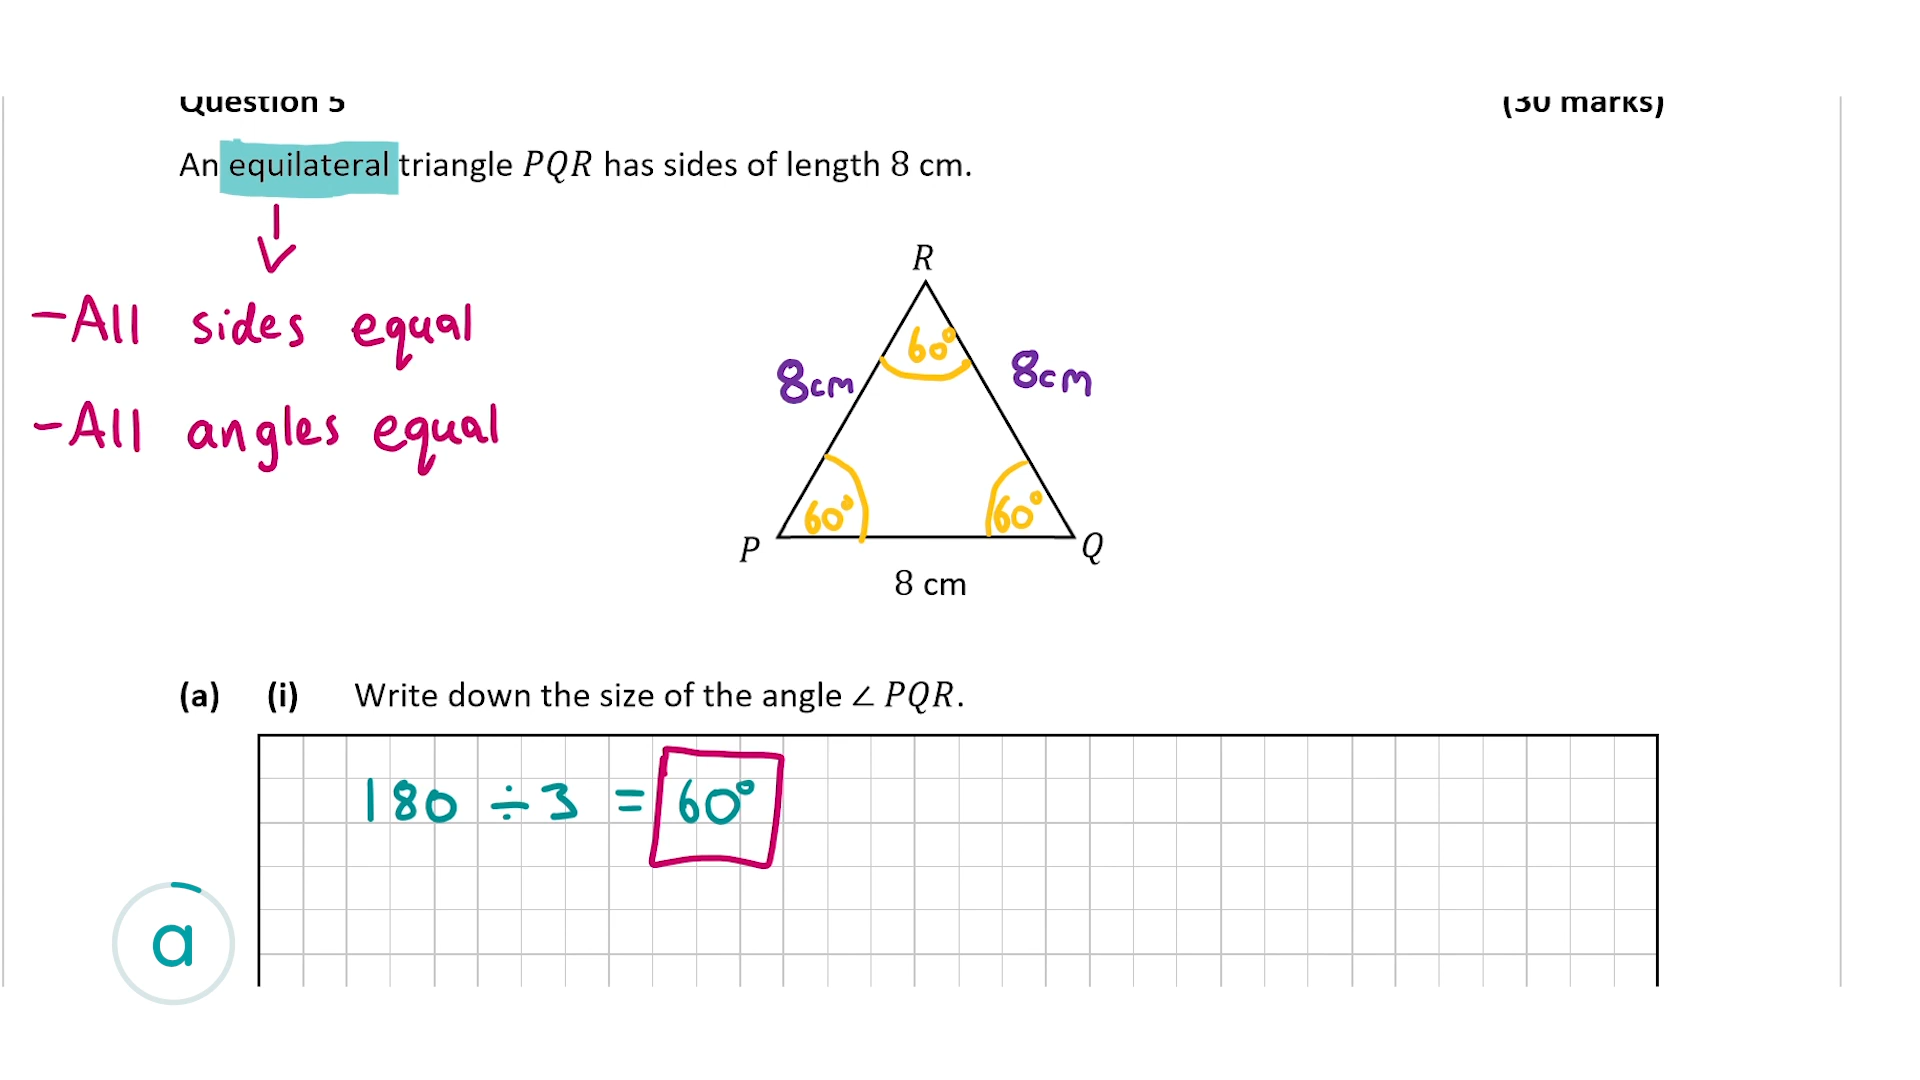 Question 5 (30 marks)
An equilateral triangle PQR has sides of length 8 cm.
-All sides equal
-All angles equal
R
60°
8cm 8cm
60° 60°
P Q
8 cm
(a) (i) Write down the size of the angle ∠ PQR.
180 ÷ 3 = 60°
a